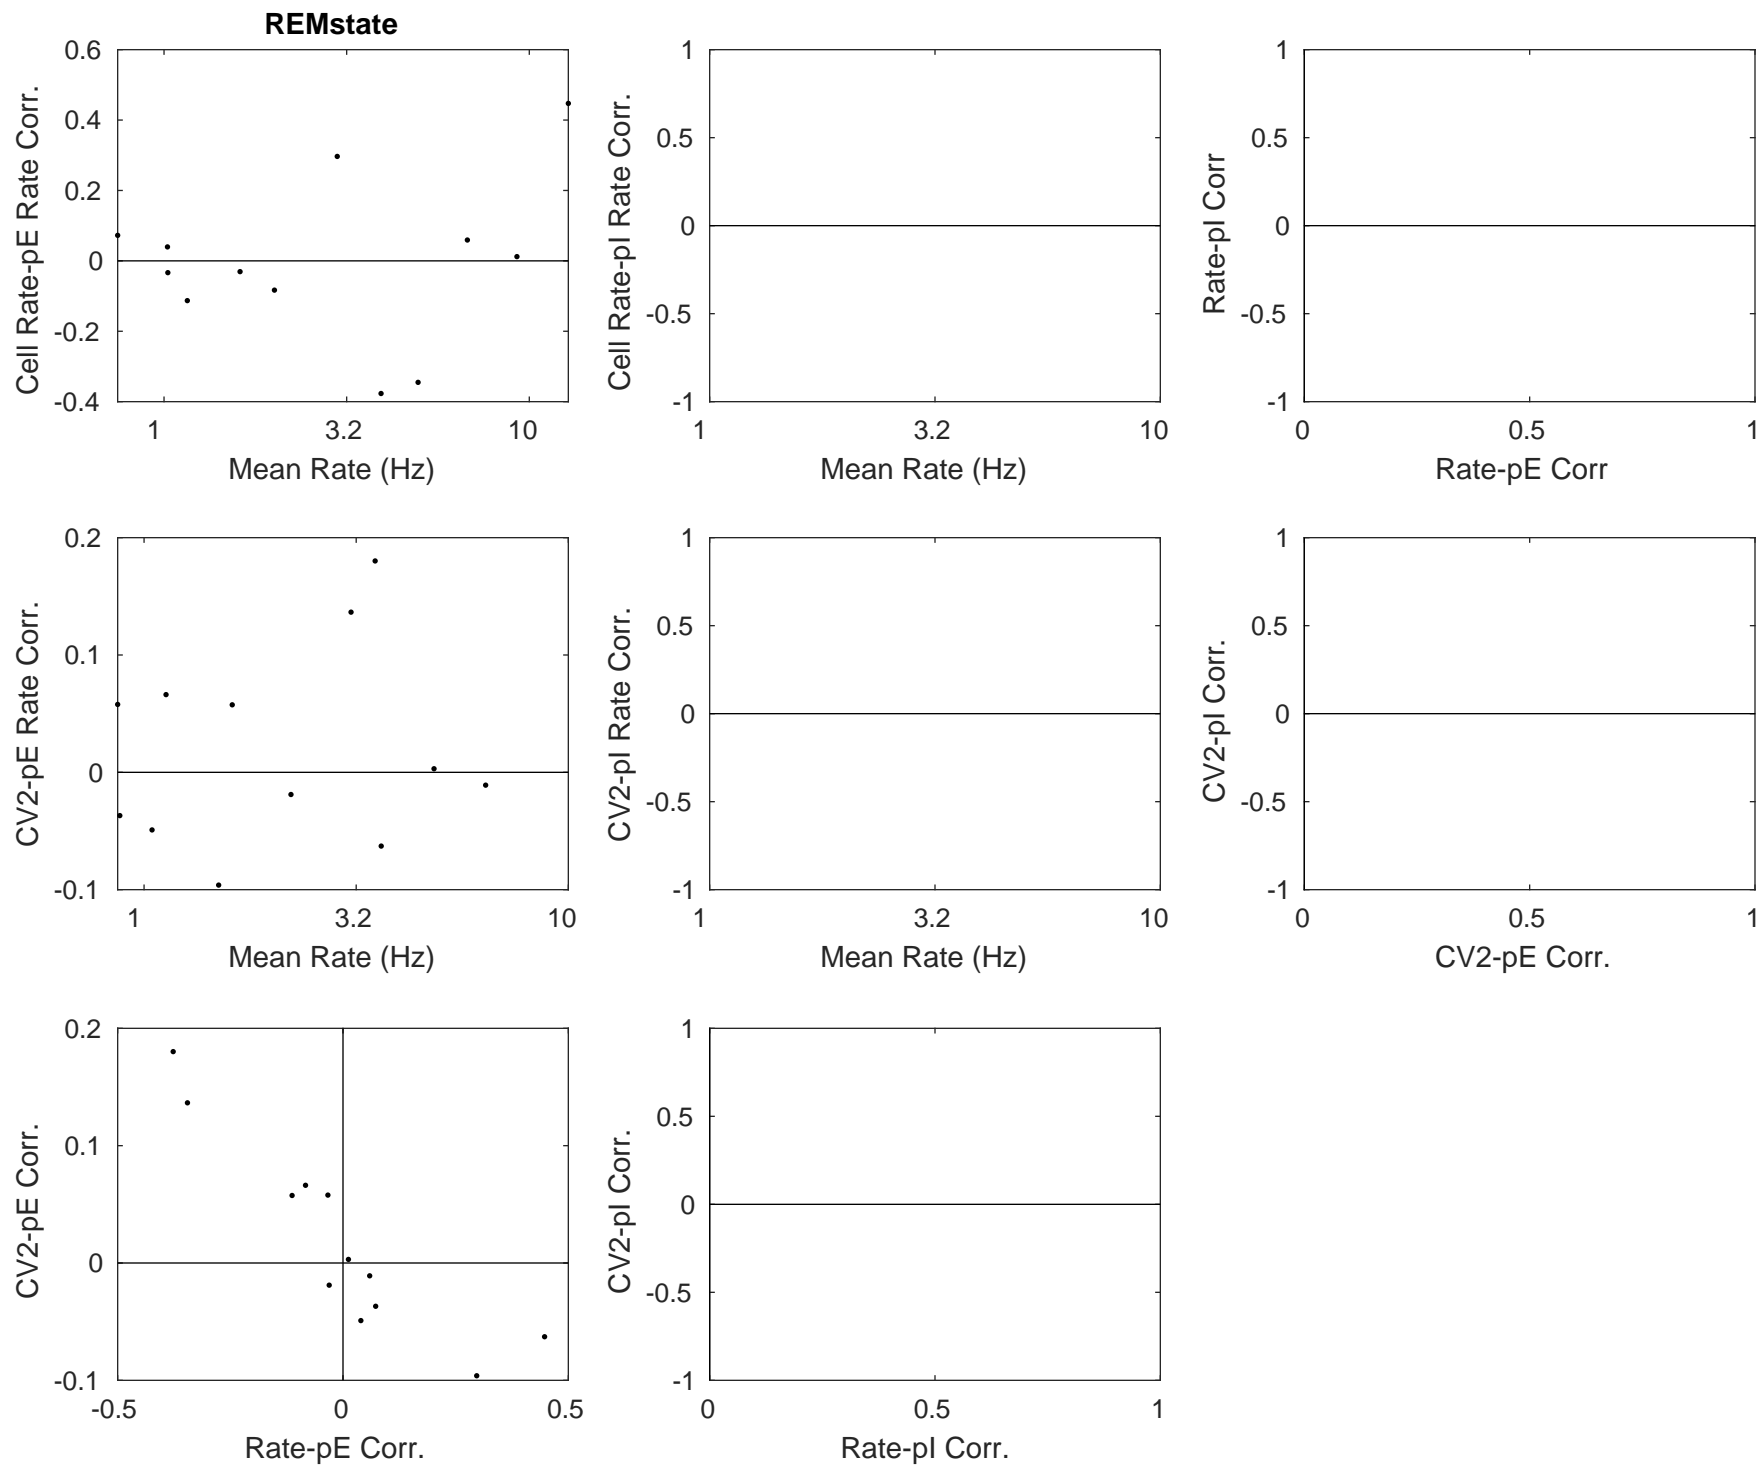 REMstate
0.6
0.4
0.2
0
-0.2
-0.4
Cell Rate-pE Rate Corr.
1 3.2 10
Mean Rate (Hz)
1
0.5
0
-0.5
-1
Cell Rate-pI Rate Corr.
1 3.2 10
Mean Rate (Hz)
1
0.5
0
-0.5
-1
Rate-pI Corr
0 0.5 1
Rate-pE Corr
0.2
0.1
0
-0.1
CV2-pE Rate Corr.
1 3.2 10
Mean Rate (Hz)
1
0.5
0
-0.5
-1
CV2-pI Rate Corr.
1 3.2 10
Mean Rate (Hz)
1
0.5
0
-0.5
-1
CV2-pI Corr.
0 0.5 1
CV2-pE Corr.
0.2
0.1
0
-0.1
CV2-pE Corr.
-0.5 0 0.5
Rate-pE Corr.
1
0.5
0
-0.5
-1
CV2-pI Corr.
0 0.5 1
Rate-pI Corr.